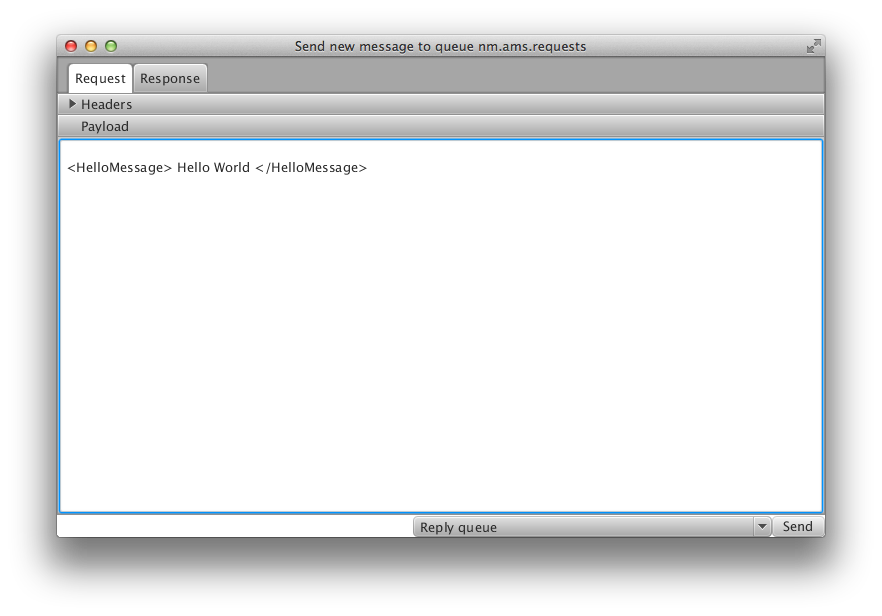 Send new message to queue nm.ams.requests
Request Response
Headers
Payload
<HelloMessage> Hello World </HelloMessage>
Reply queue Send